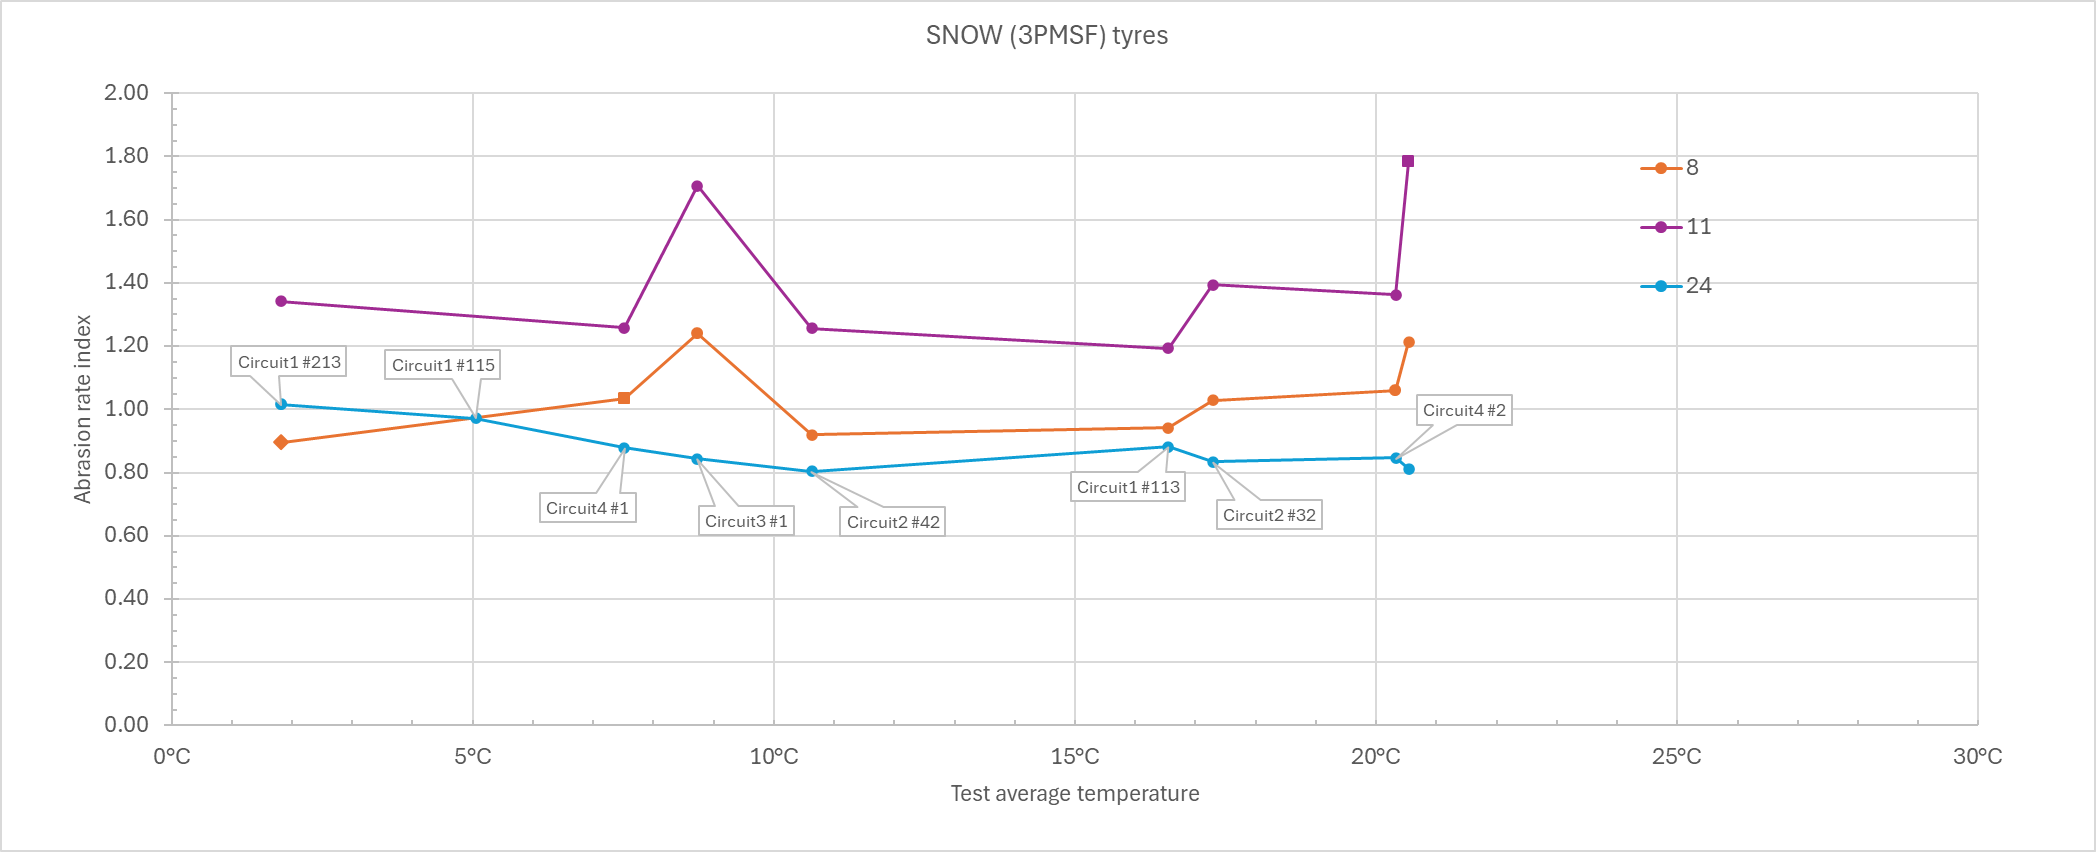 SNOW (3PMSF) tyres
2.00
1.80
1.60
1.40
1.20
1.00
0.80
0.60
0.40
0.20
0.00
Abrasion rate index
8
11
24
Circuit1 #213
Circuit1 #115
Circuit4 #2
Circuit4 #1
Circuit3 #1
Circuit2 #42
Circuit1 #113
Circuit2 #32
0°C
5°C
10°C
15°C
20°C
25°C
30°C
Test average temperature